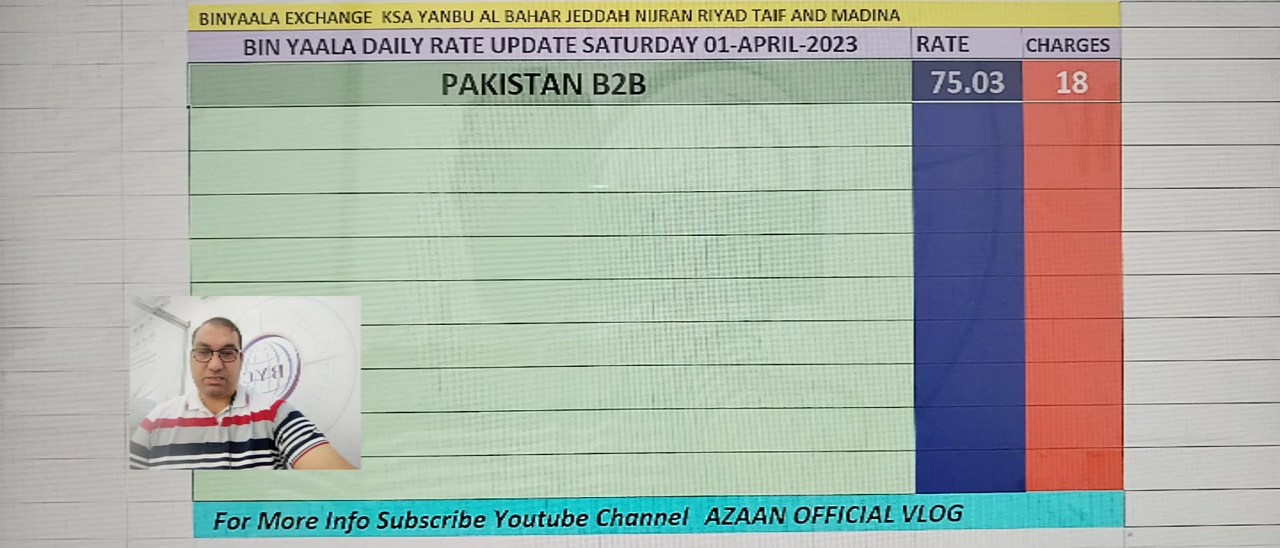 BINYAALA EXCHANGE KSA YANBU AL BAHAR JEDDAH NIJRAN RIYAD TAIF AND MADINA
BIN YAALA DAILY RATE UPDATE SATURDAY 01-APRIL-2023 RATE CHARGES
PAKISTAN B2B 75.03 18
For More Info Subscribe Youtube Channel AZAAN OFFICIAL VLOG